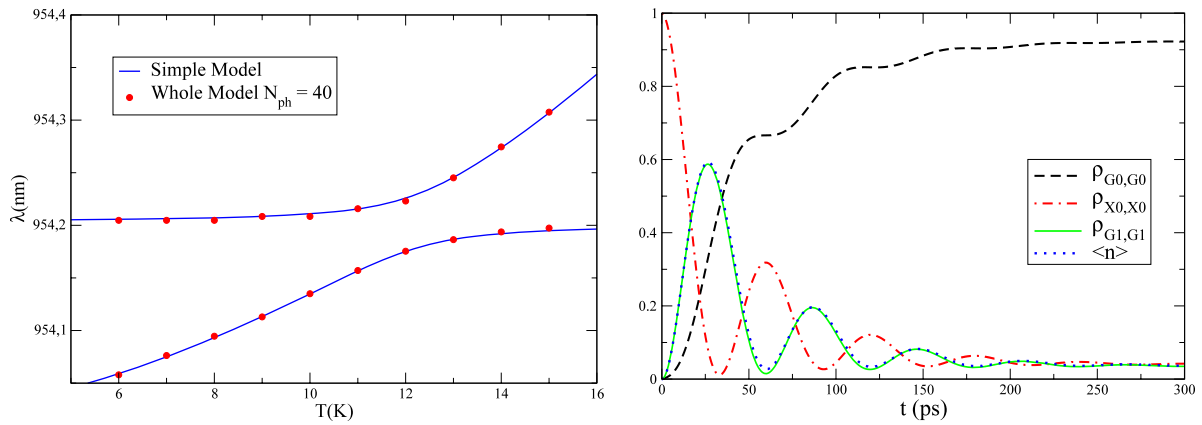 954,4
954,3
954,2
954,1
λ(nm)
Simple Model
Whole Model N_ph = 40
6 8 10 12 14 16
T(K)
1
0.8
0.6
0.4
0.2
0
ρ_G0,G0
ρ_X0,X0
ρ_G1,G1
<n>
0 50 100 150 200 250 300
t (ps)